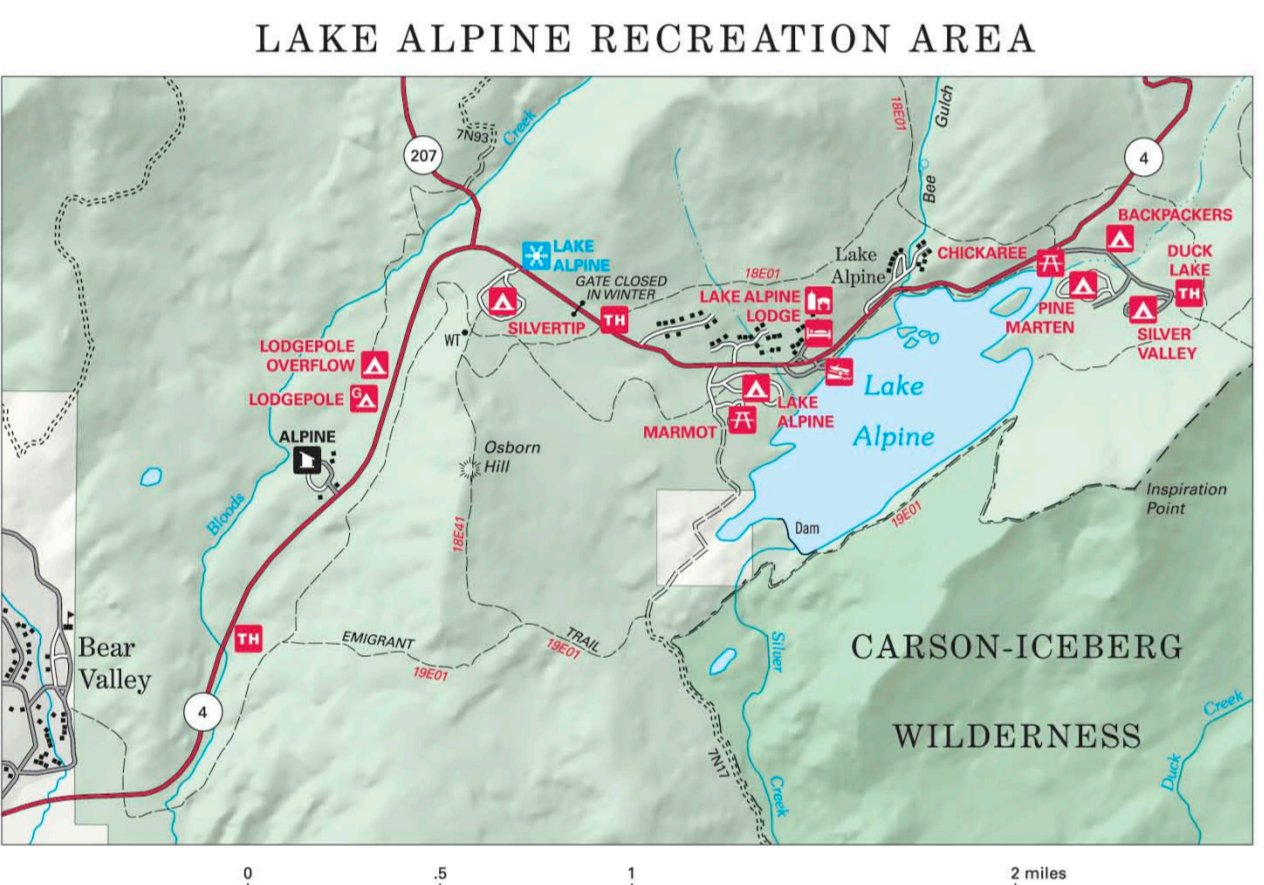 LAKE ALPINE RECREATION AREA
207
7N93
Creek
18E01
Gulch
Bee
4
BACKPACKERS
LAKE
ALPINE
GATE CLOSED
IN WINTER
18E01
Lake
Alpine
CHICKAREE
DUCK
LAKE
TH
SILVERTIP
TH
LAKE ALPINE
LODGE
PINE
MARTEN
SILVER
VALLEY
WT
LODGEPOLE
OVERFLOW
G
LODGEPOLE
LAKE
ALPINE
MARMOT
Lake
Alpine
ALPINE
Osborn
Hill
Inspiration
Point
Bloods
18E41
Dam
19E01
TH
EMIGRANT
TRAIL
19E01
19E01
Bear
Valley
4
Silver
Creek
CARSON-ICEBERG
WILDERNESS
7N17
Duck
Creek
0 .5 1 2 miles